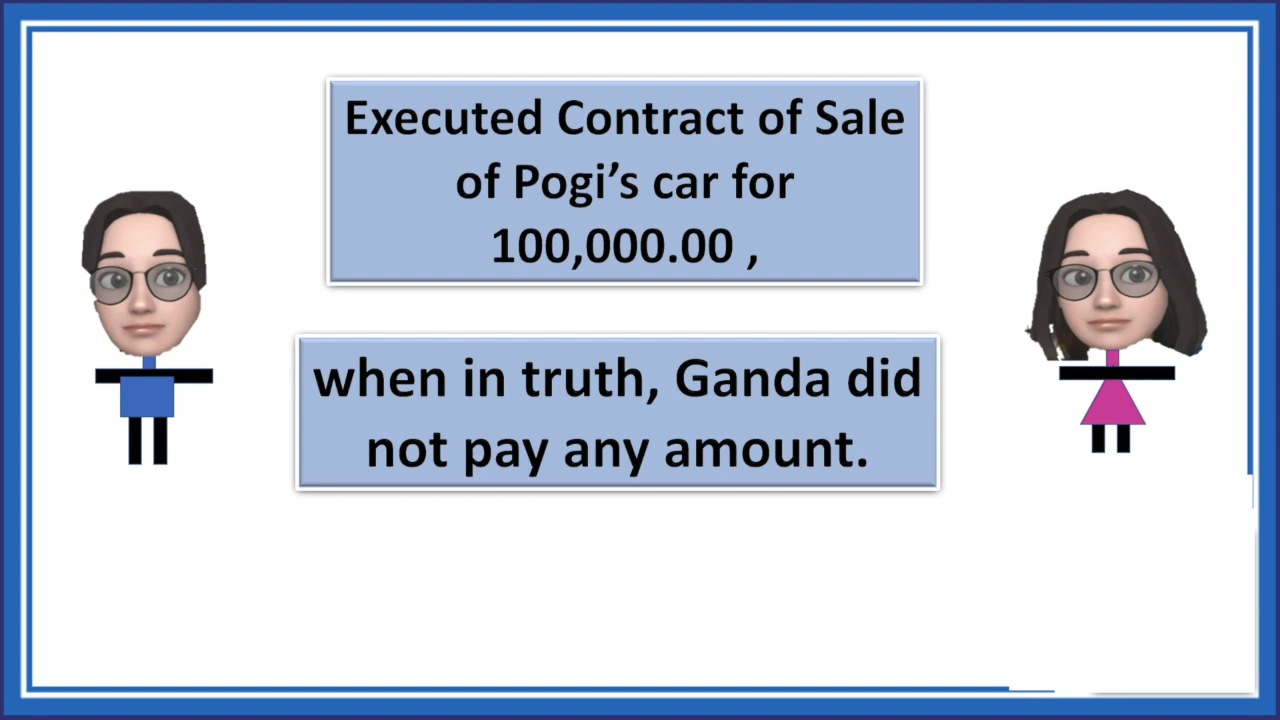 Executed Contract of Sale
of Pogi’s car for
100,000.00 ,
when in truth, Ganda did
not pay any amount.